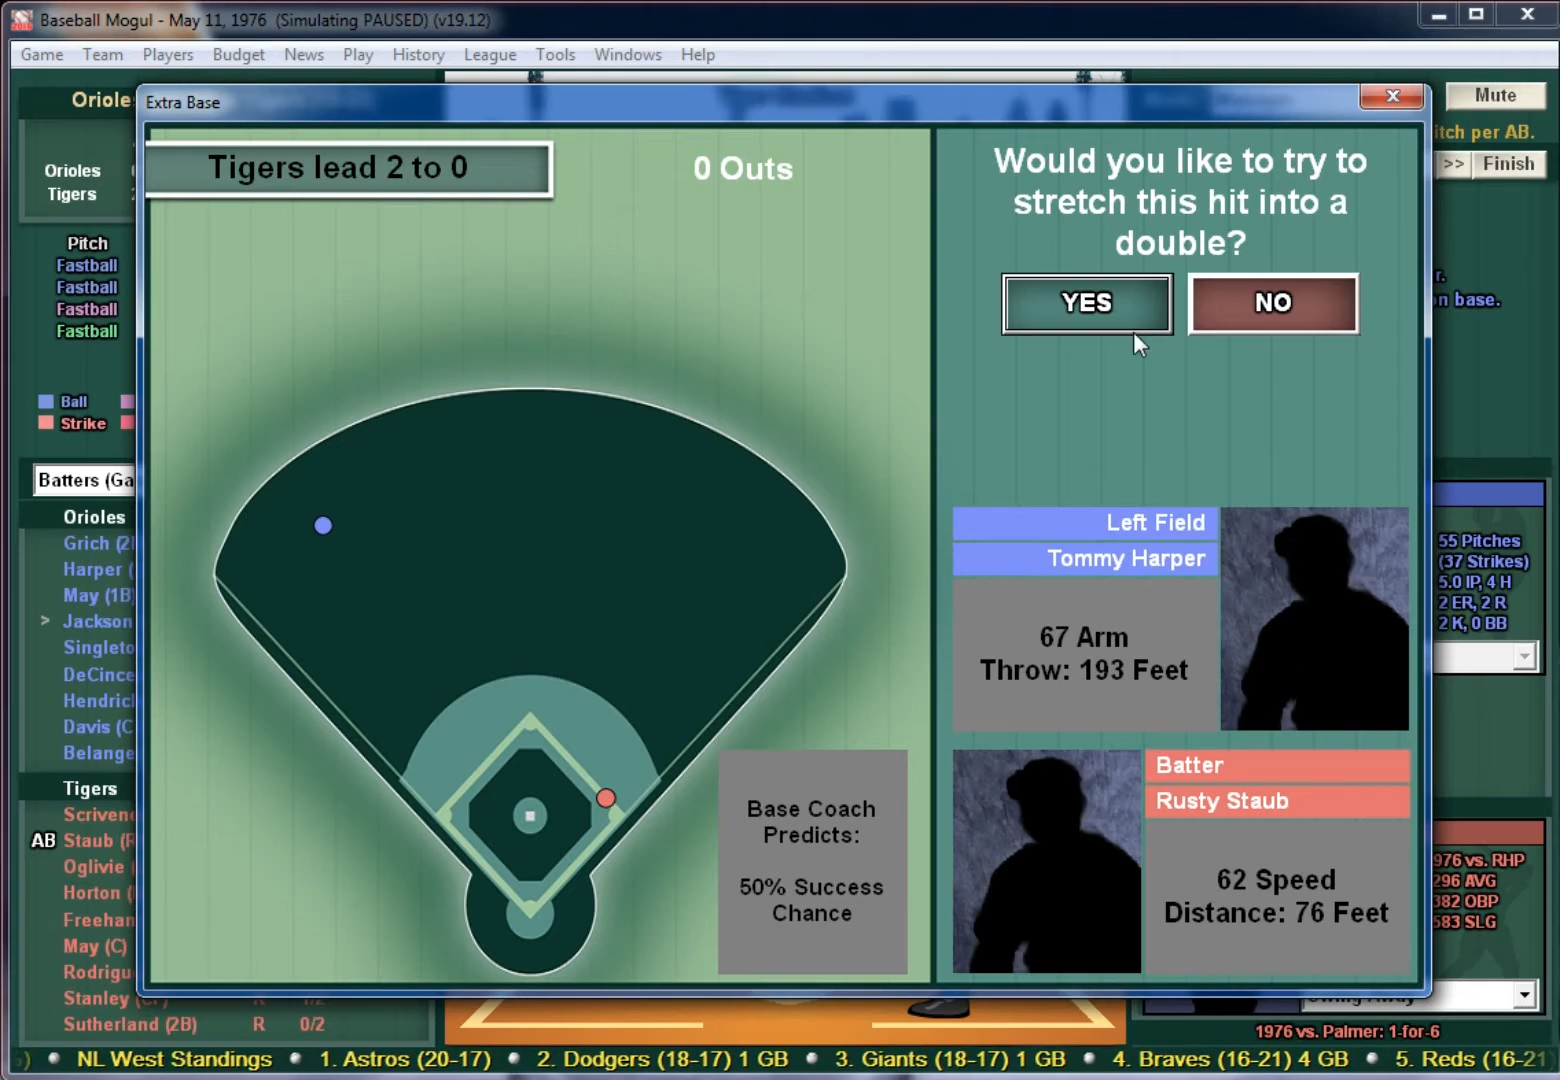 Baseball Mogul - May 11, 1976 (Simulating PAUSED) (v19.12)
Game Team Players Budget News Play History League Tools Windows Help
Extra Base
Mute
itch per AB.
>> Finish
Orioles
Tigers
Pitch
Fastball
Fastball
Fastball
Fastball
Ball
Strike
Batters (Ga
Orioles
Grich (2
Harper (
May (1B)
> Jackson
Singleto
DeCince
Hendric
Davis (C
Belange
Tigers
Scrivene
AB Staub (R
Oglivie
Horton (
Freehan
May (C)
Rodrigu
Stanley (CF) R 1/2
Sutherland (2B) R 0/2
Tigers lead 2 to 0
0 Outs
Would you like to try to
stretch this hit into a
double?
YES NO
n base.
Left Field
Tommy Harper
67 Arm
Throw: 193 Feet
Base Coach
Predicts:
50% Success
Chance
Batter
Rusty Staub
62 Speed
Distance: 76 Feet
55 Pitches
(37 Strikes)
5.0 IP, 4 H
2 ER, 2 R
2 K, 0 BB
976 vs. RHP
296 AVG
382 OBP
583 SLG
1976 vs. Palmer: 1-for-6
) NL West Standings 1. Astros (20-17) 2. Dodgers (18-17) 1 GB 3. Giants (18-17) 1 GB 4. Braves (16-21) 4 GB 5. Reds (16-21